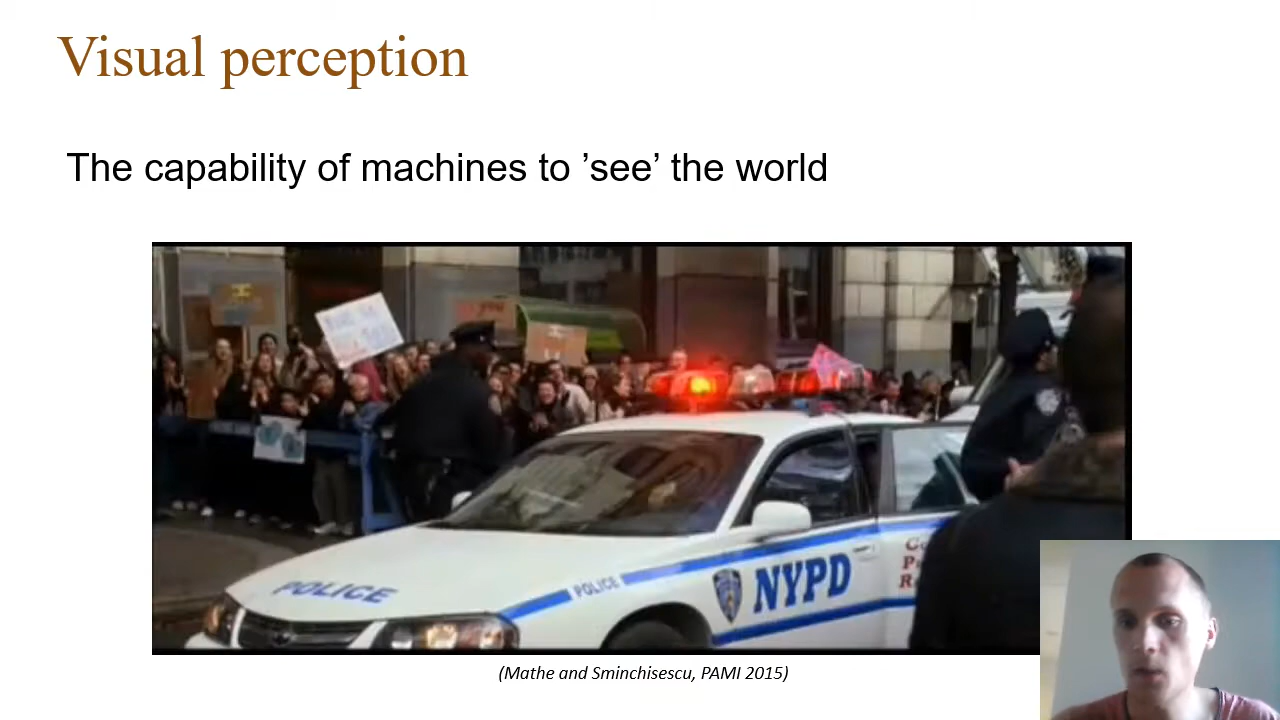 Visual perception
The capability of machines to ’see’ the world
POLICE
POLICE
NYPD
(Mathe and Sminchisescu, PAMI 2015)